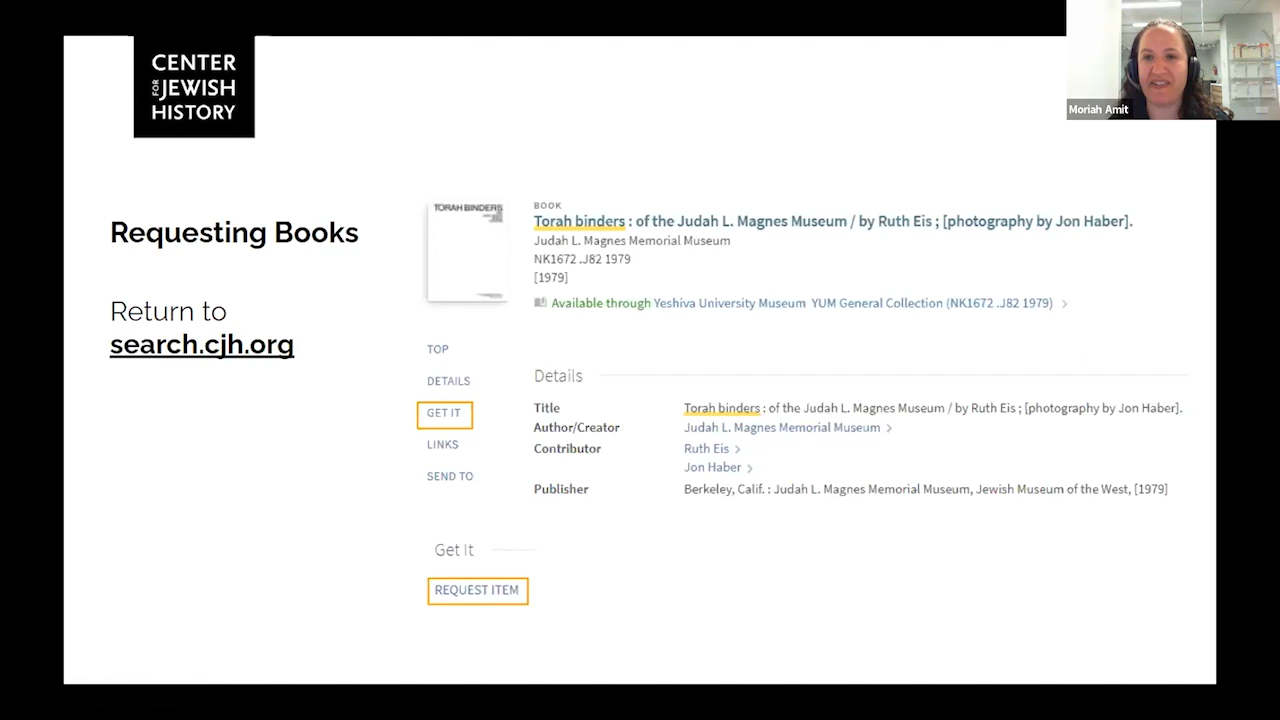 CENTER
FOR JEWISH
HISTORY
Moriah Amit
Requesting Books
Return to
search.cjh.org
TORAH BINDERS
BOOK
Torah binders : of the Judah L. Magnes Museum / by Ruth Eis ; [photography by Jon Haber].
Judah L. Magnes Memorial Museum
NK1672 .J82 1979
[1979]
Available through Yeshiva University Museum YUM General Collection (NK1672 .J82 1979)
TOP
DETAILS
GET IT
LINKS
SEND TO
Details
Title Torah binders : of the Judah L. Magnes Museum / by Ruth Eis ; [photography by Jon Haber].
Author/Creator Judah L. Magnes Memorial Museum
Contributor Ruth Eis
Jon Haber
Publisher Berkeley, Calif. : Judah L. Magnes Memorial Museum, Jewish Museum of the West, [1979]
Get It
REQUEST ITEM